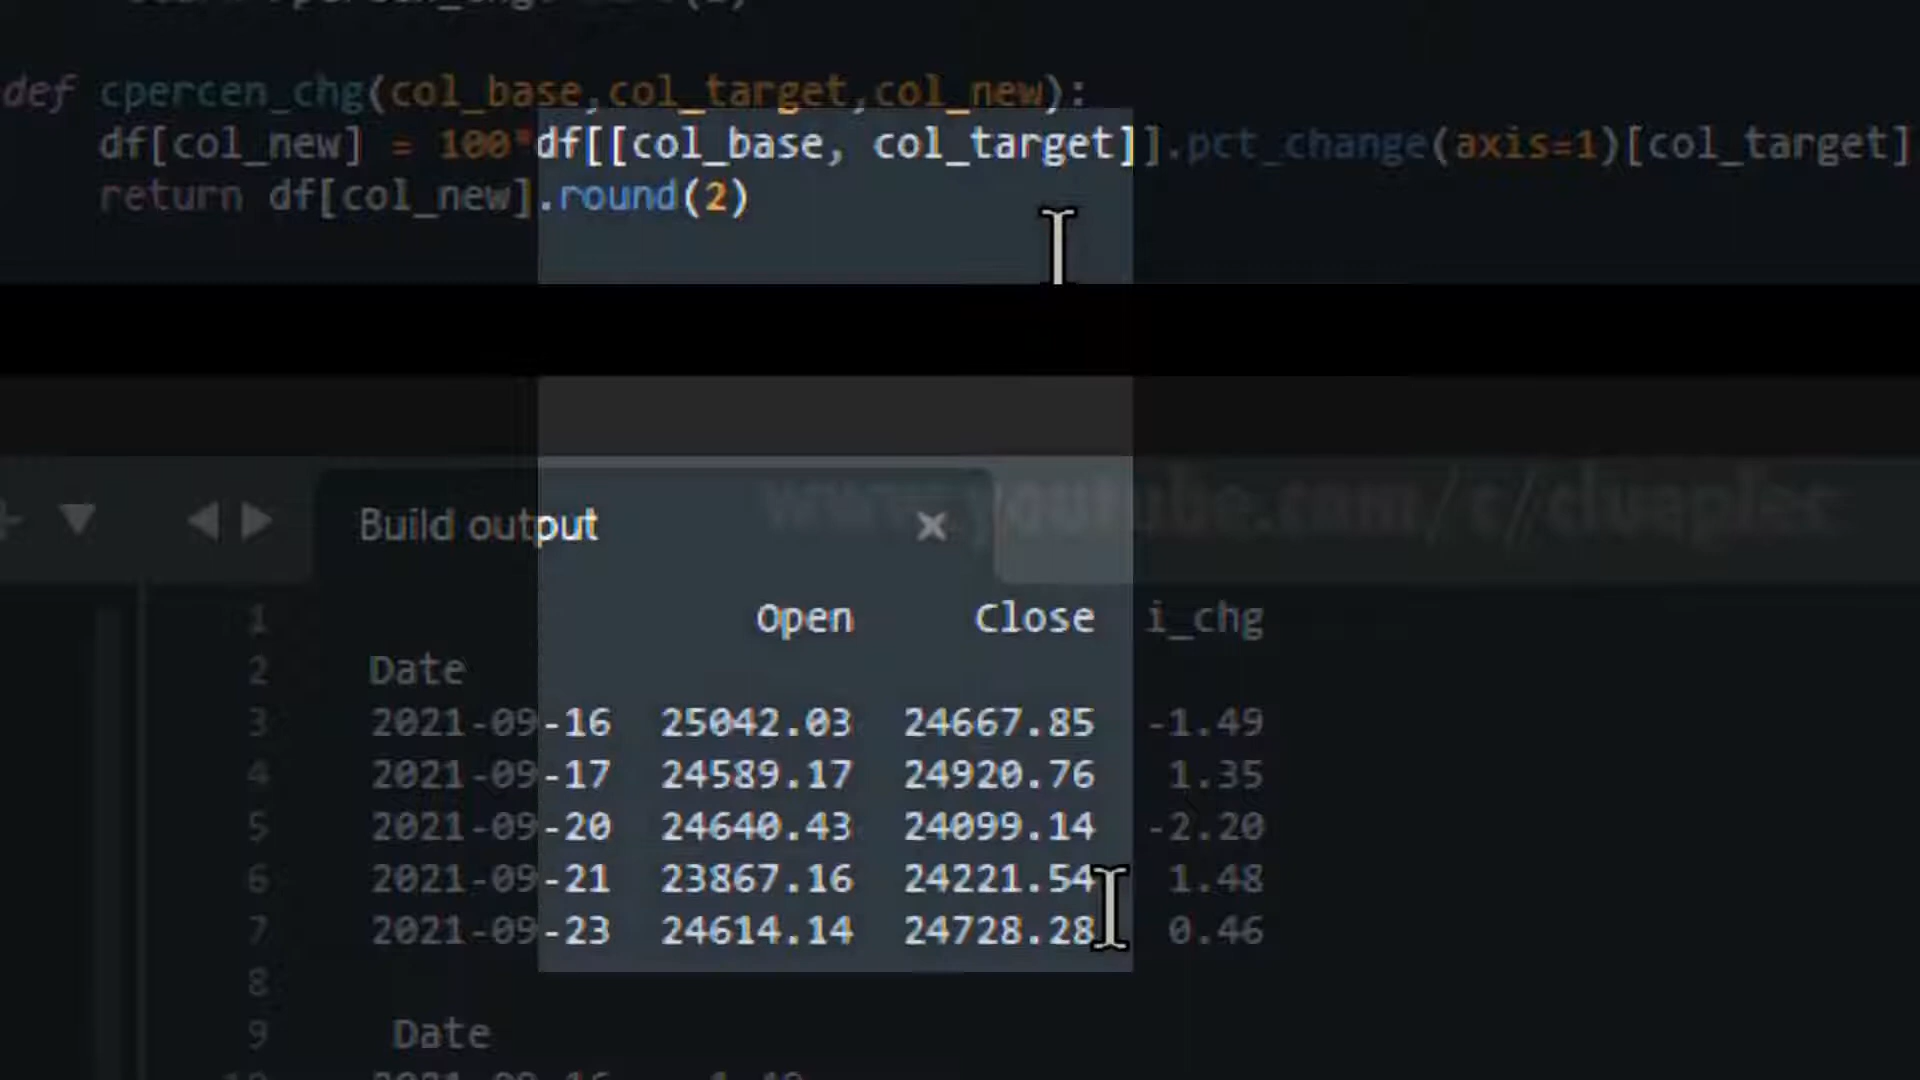 def cpercen_chg(col_base,col_target,col_new):
df[col_new] = 100*df[[col_base, col_target]].pct_change(axis=1)[col_target]
return df[col_new].round(2)
www.youtube.com/c/
Build output
1 Open Close i_chg
2 Date
3 2021-09-16 25042.03 24667.85 -1.49
4 2021-09-17 24589.17 24920.76 1.35
5 2021-09-20 24640.43 24099.14 -2.20
6 2021-09-21 23867.16 24221.54 1.48
7 2021-09-23 24614.14 24728.28 0.46
8
9 Date